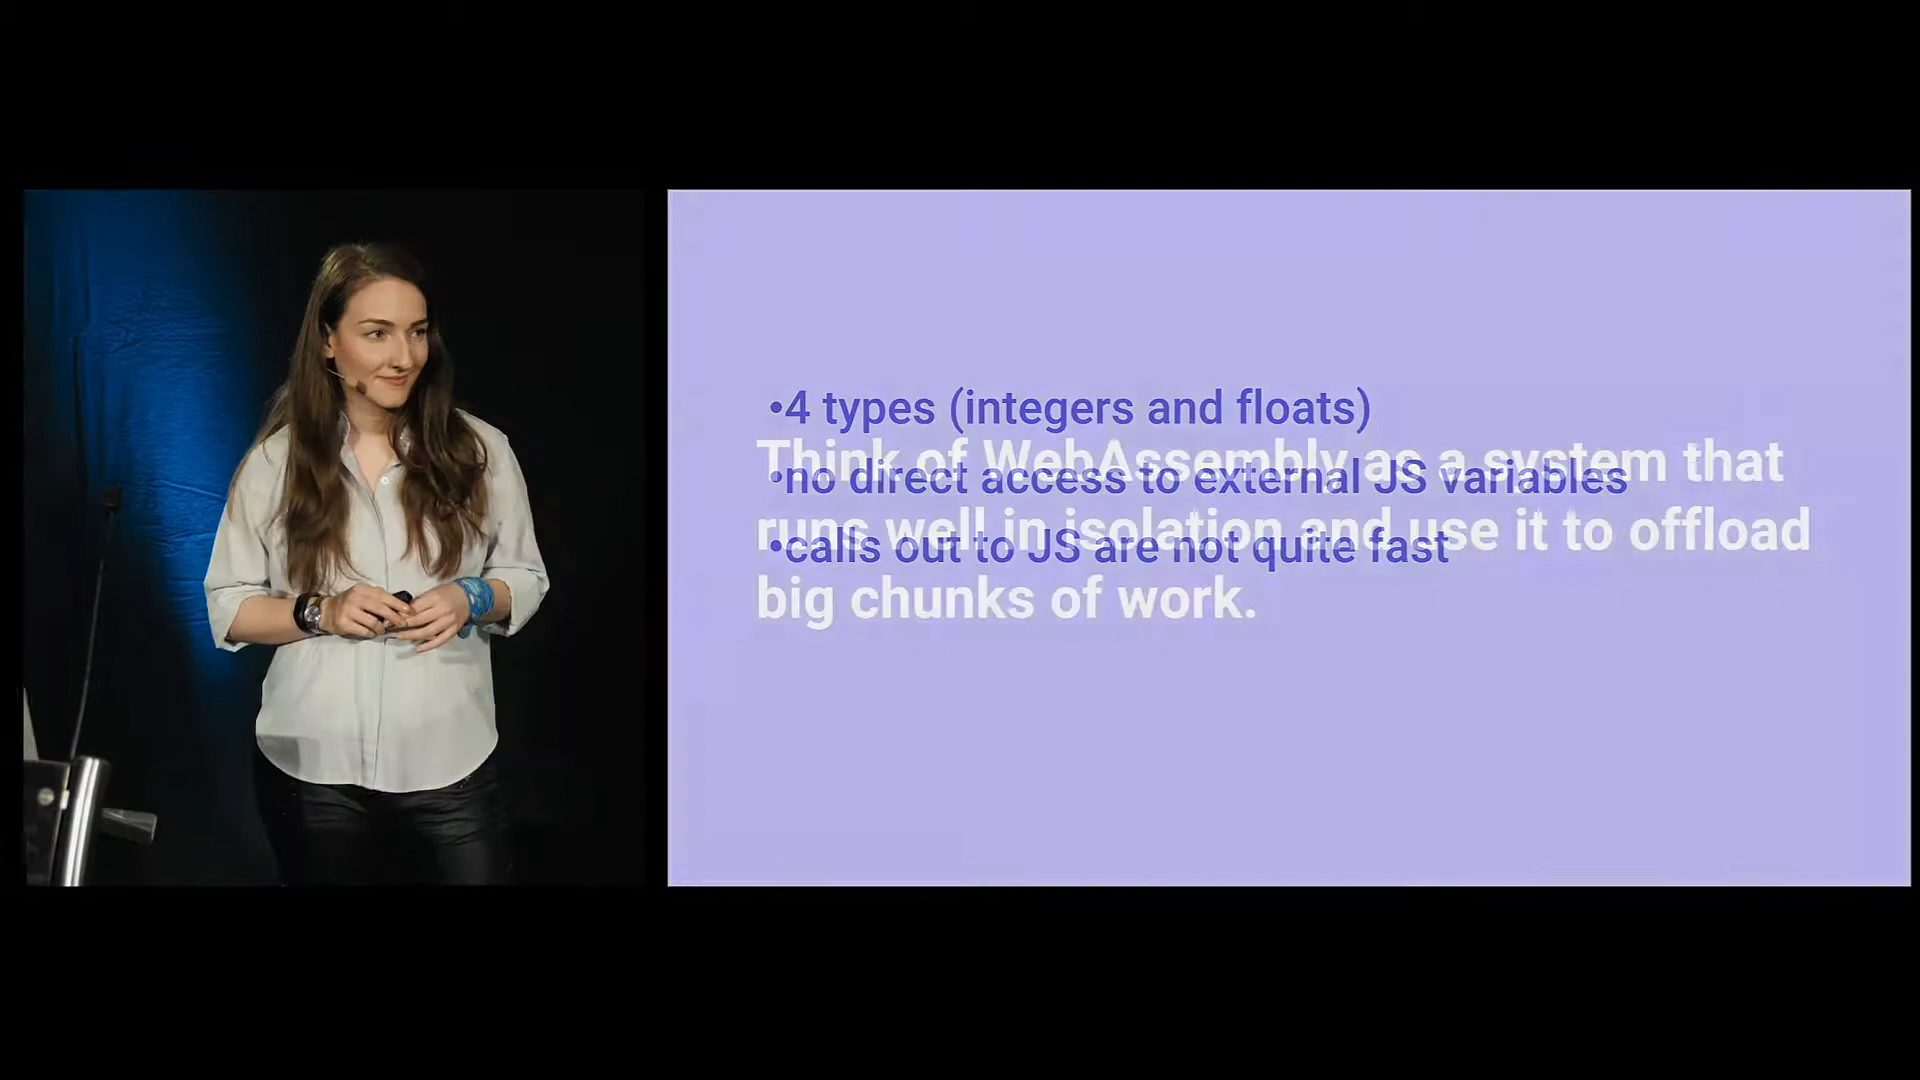 •4 types (integers and floats)
•no direct access to external JS variables
•calls out to JS are not quite fast
Think of WebAssembly as a system that
runs well in isolation and use it to offload
big chunks of work.